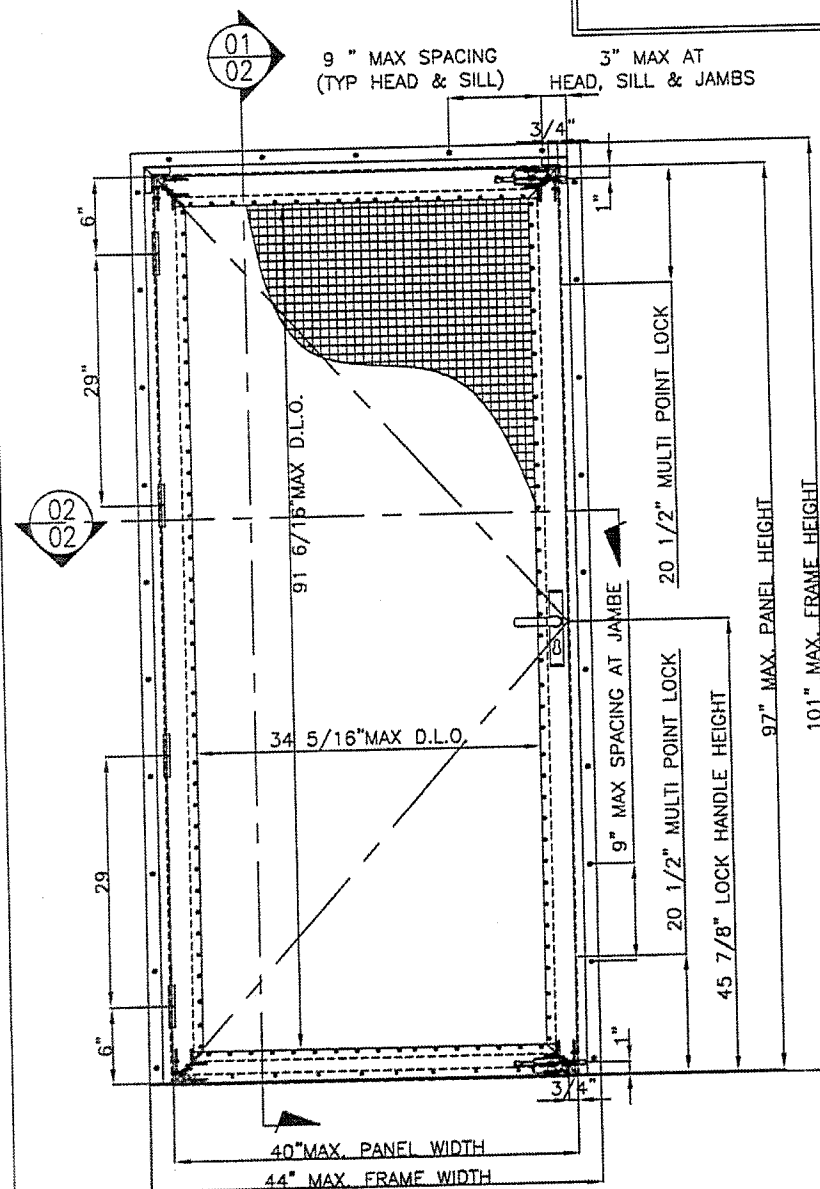 01
02
9 " MAX SPACING
(TYP HEAD & SILL)
3" MAX AT
HEAD, SILL & JAMBS
3/4"
1"
6"
29"
20 1/2" MULTI POINT LOCK
91 6/16"MAX D.L.O.
02
02
97" MAX. PANEL HEIGHT
101" MAX. FRAME HEIGHT
9" MAX SPACING AT JAMBE
34 5/16"MAX D.L.O.
20 1/2" MULTI POINT LOCK
45 7/8" LOCK HANDLE HEIGHT
29
6"
1"
3/4"
40"MAX. PANEL WIDTH
44" MAX. FRAME WIDTH